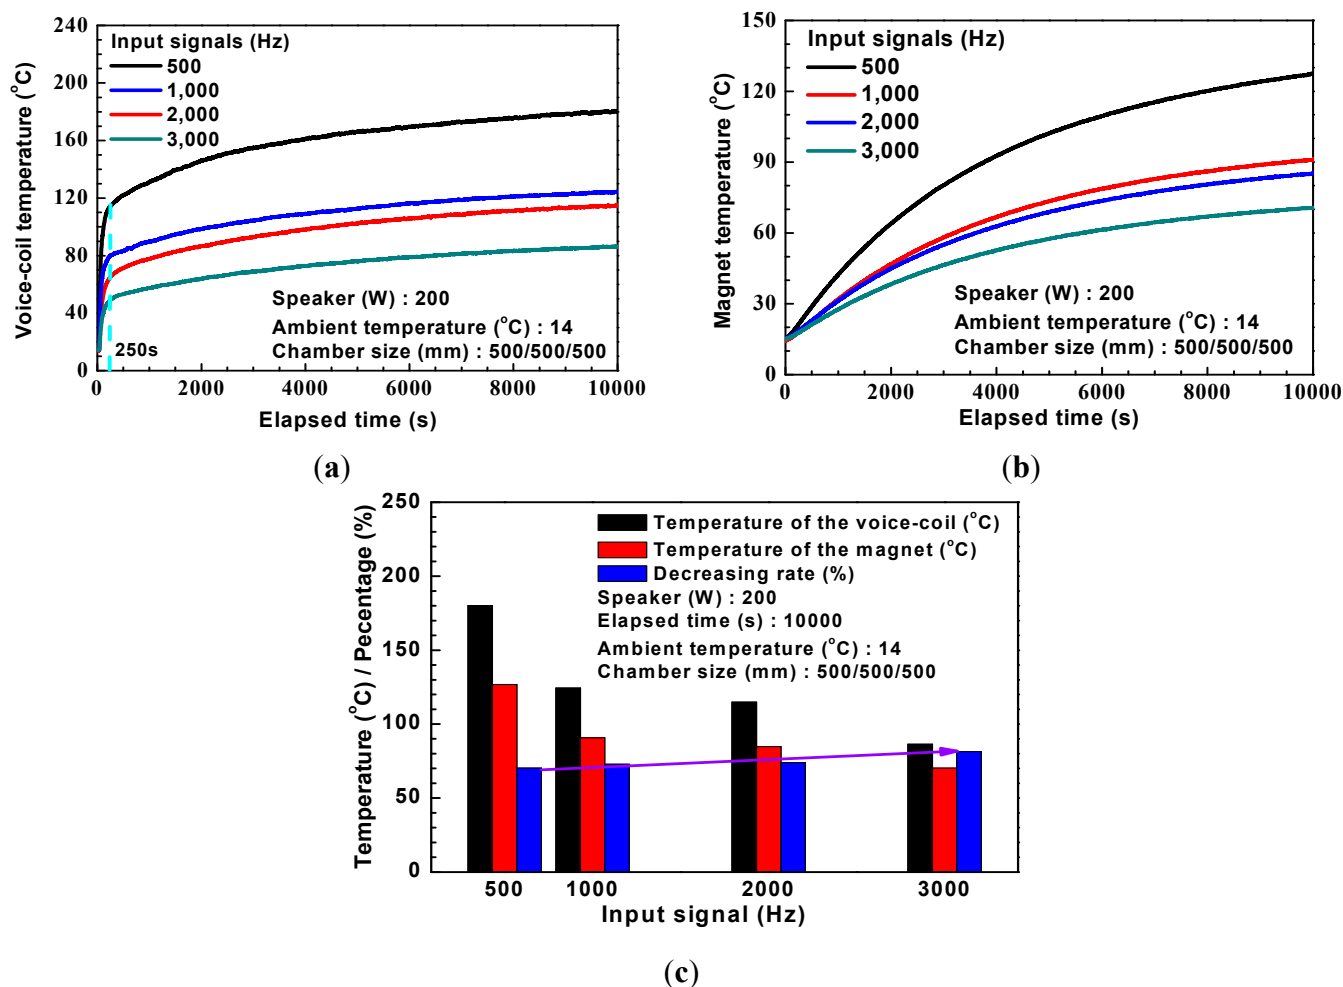 240
200
160
120
80
40
0
Voice-coil temperature (°C)
Input signals (Hz)
500
1,000
2,000
3,000
250s
Speaker (W) : 200
Ambient temperature (°C) : 14
Chamber size (mm) : 500/500/500
0 2000 4000 6000 8000 10000
Elapsed time (s)
(a)
150
120
90
60
30
0
Magnet temperature (°C)
Input signals (Hz)
500
1,000
2,000
3,000
Speaker (W) : 200
Ambient temperature (°C) : 14
Chamber size (mm) : 500/500/500
0 2000 4000 6000 8000 10000
Elapsed time (s)
(b)
250
200
150
100
50
0
Temperature (°C) / Pecentage (%)
Temperature of the voice-coil (°C)
Temperature of the magnet (°C)
Decreasing rate (%)
Speaker (W) : 200
Elapsed time (s) : 10000
Ambient temperature (°C) : 14
Chamber size (mm) : 500/500/500
500 1000 2000 3000
Input signal (Hz)
(c)